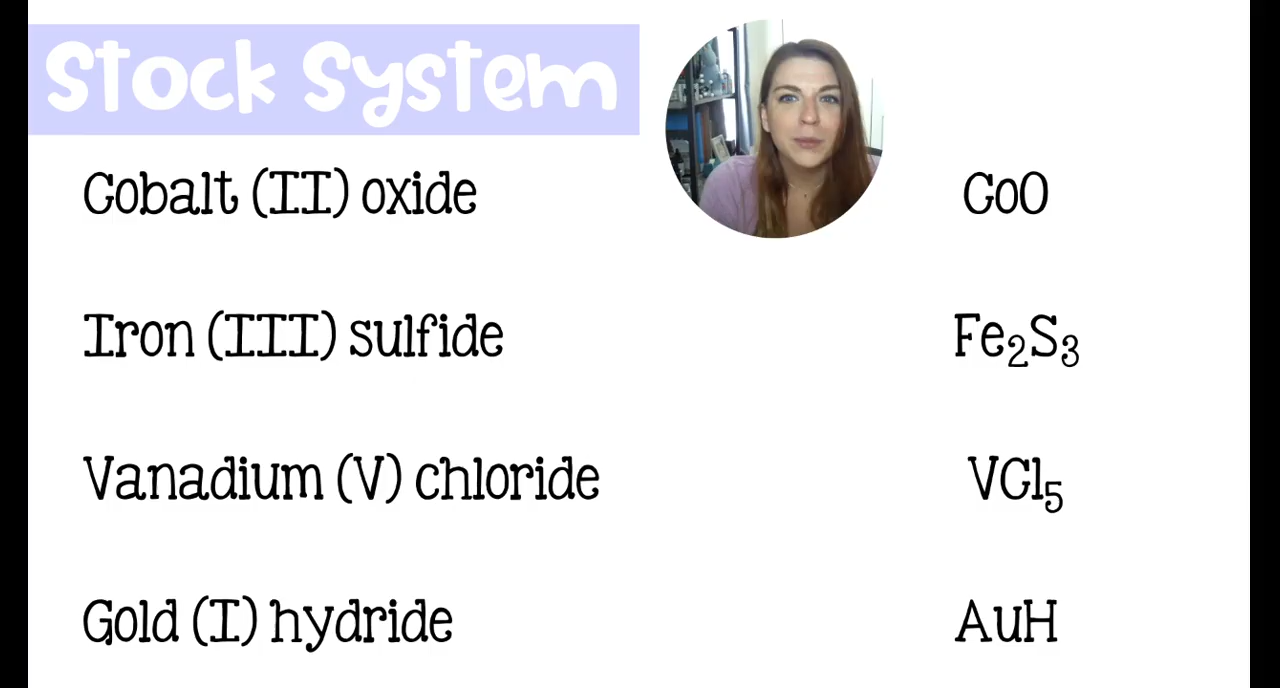 Stock System
Cobalt (II) oxide CoO
Iron (III) sulfide Fe₂S₃
Vanadium (V) chloride VCl₅
Gold (I) hydride AuH